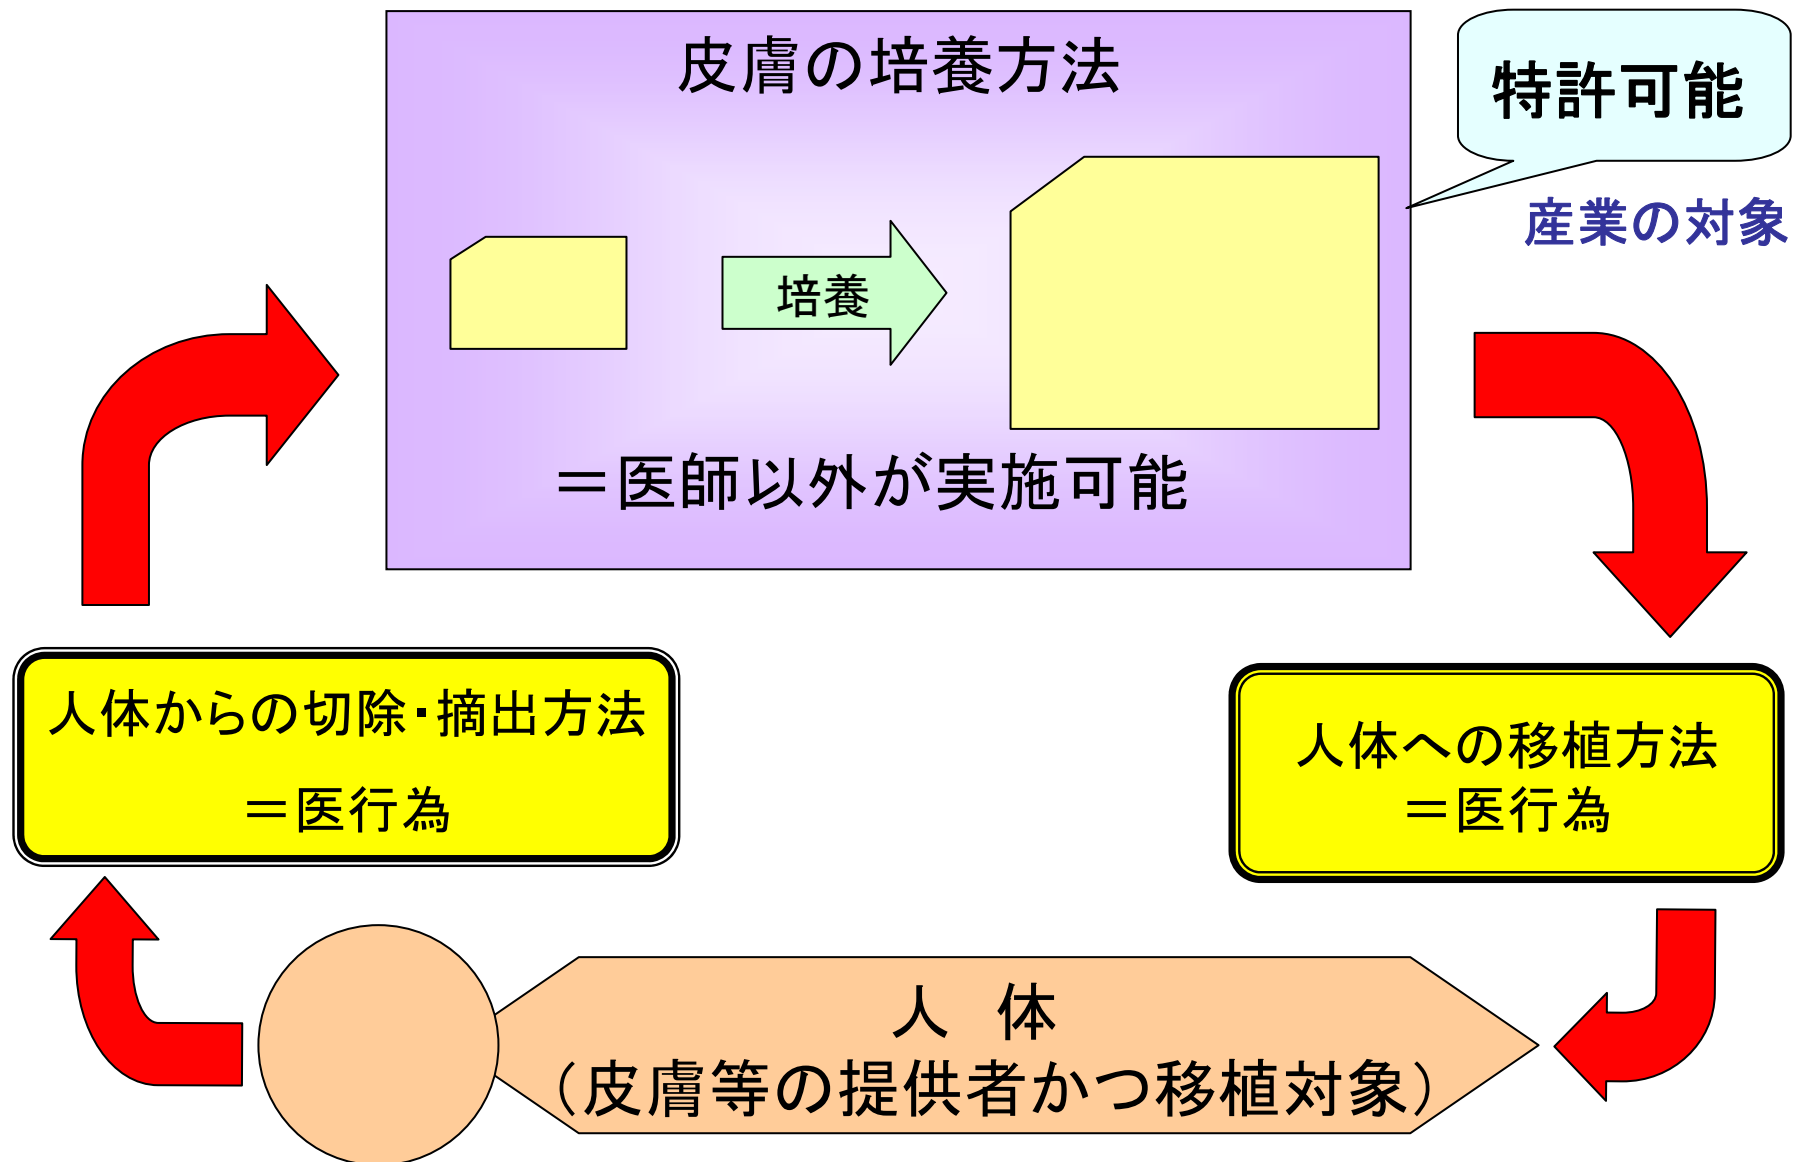 皮膚の培養方法
特許可能
産業の対象
培養
＝医師以外が実施可能
人体からの切除・摘出方法
＝医行為
人体への移植方法
＝医行為
人　体
（皮膚等の提供者かつ移植対象）